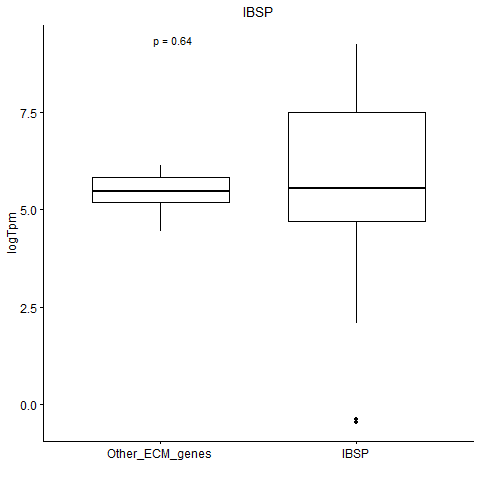 IBSP
p = 0.64
logTpm
7.5
5.0
2.5
0.0
Other_ECM_genes
IBSP